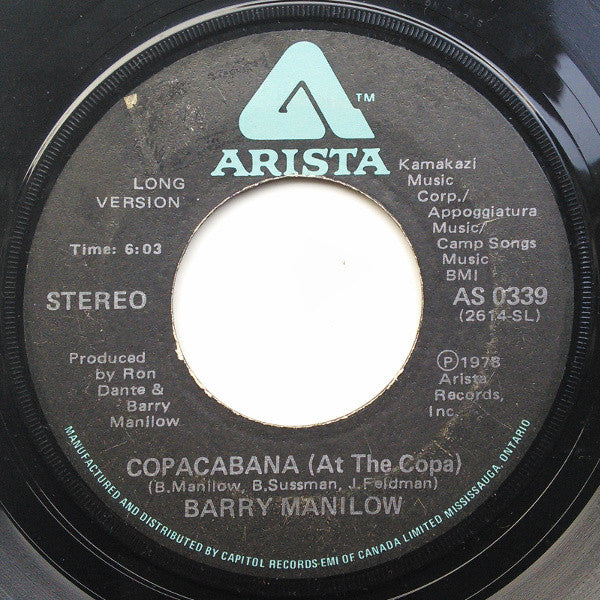 TM
ARISTA
LONG
VERSION
Time: 6:03
STEREO
Produced
by Ron
Dante &
Barry
Manilow
Kamakazi
Music
Corp./
Appoggiatura
Music/
Camp Songs
Music
BMI
AS 0339
(2614-SL)
Ⓟ 1978
Arista
Records,
Inc.
COPACABANA (At The Copa)
(B.Manilow, B.Sussman, J.Feldman)
BARRY MANILOW
MANUFACTURED AND DISTRIBUTED BY CAPITOL RECORDS-EMI OF CANADA LIMITED MISSISSAUGA, ONTARIO